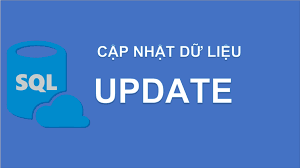 CẬP NHẬT DỮ LIỆU
SQL
UPDATE